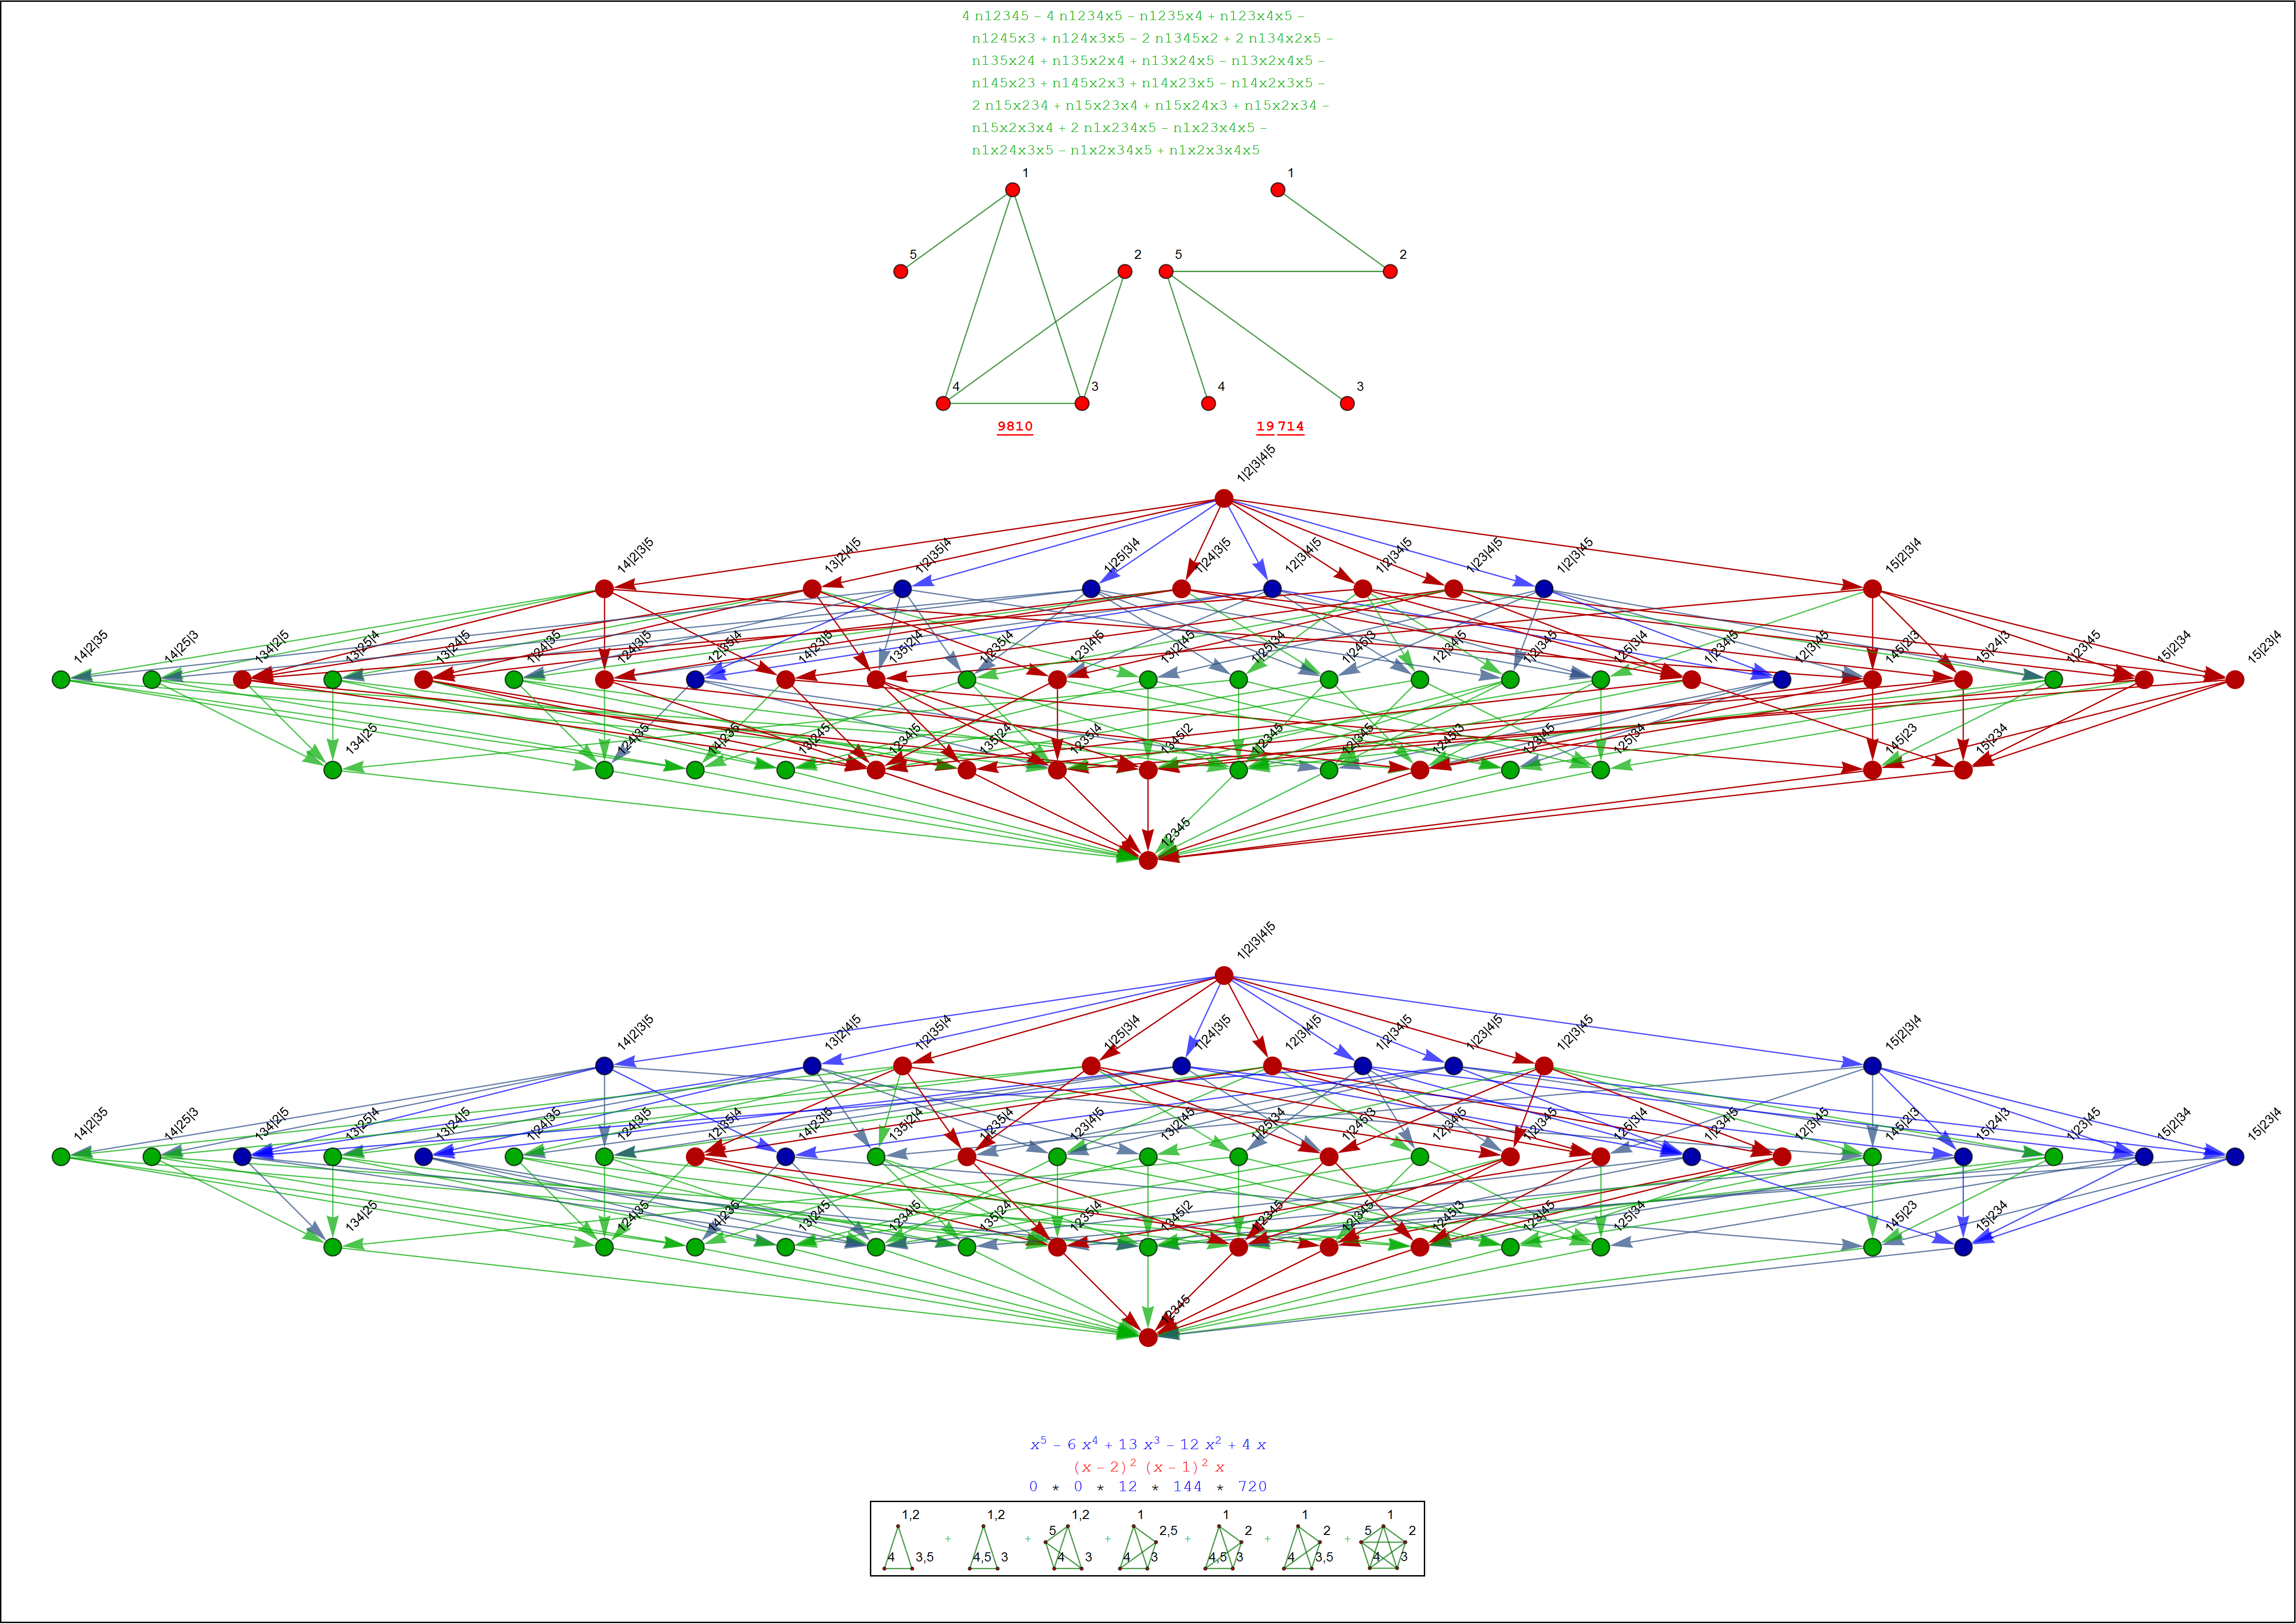 4 n12345 − 4 n1234x5 − n1235x4 + n123x4x5 −
n1245x3 + n124x3x5 − 2 n1345x2 + 2 n134x2x5 −
n135x24 + n135x2x4 + n13x24x5 − n13x2x4x5 −
n145x23 + n145x2x3 + n14x23x5 − n14x2x3x5 −
2 n15x234 + n15x23x4 + n15x24x3 + n15x2x34 −
n15x2x3x4 + 2 n1x234x5 − n1x23x4x5 −
n1x24x3x5 − n1x2x34x5 + n1x2x3x4x5
1 1
5 2 5 2
4 3 4 3
9810 19 714
1|2|3|4|5
14|2|3|5 13|2|4|5 1|2|35|4 1|25|3|4 1|24|3|5 12|3|4|5 1|2|34|5 1|23|4|5 1|2|3|45 15|2|3|4
14|2|35 14|25|3 134|2|5 13|25|4 13|24|5 1|24|35 124|3|5 12|35|4 14|23|5 135|2|4 1|235|4 123|4|5 13|2|45 1|25|34 1|245|3 12|34|5 1|2|345 125|3|4 1|234|5 12|3|45 145|2|3 15|24|3 1|23|45 15|2|34 15|23|4
134|25 124|35 14|235 13|245 1234|5 135|24 1235|4 1345|2 1|2345 12|345 1245|3 123|45 125|34 145|23 15|234
12345
1|2|3|4|5
14|2|3|5 13|2|4|5 1|2|35|4 1|25|3|4 1|24|3|5 12|3|4|5 1|2|34|5 1|23|4|5 1|2|3|45 15|2|3|4
14|2|35 14|25|3 134|2|5 13|25|4 13|24|5 1|24|35 124|3|5 12|35|4 14|23|5 135|2|4 1|235|4 123|4|5 13|2|45 1|25|34 1|245|3 12|34|5 1|2|345 125|3|4 1|234|5 12|3|45 145|2|3 15|24|3 1|23|45 15|2|34 15|23|4
134|25 124|35 14|235 13|245 1234|5 135|24 1235|4 1345|2 1|2345 12|345 1245|3 123|45 125|34 145|23 15|234
12345
x⁵ − 6 x⁴ + 13 x³ − 12 x² + 4 x
(x − 2)² (x − 1)² x
0 * 0 * 12 * 144 * 720
1,2 1,2 1,2 1 1 1 1
5 2,5 2 2 5 2
+ + + + + +
4 3,5 4,5 3 4 3 4 3 4,5 3 4 3,5 4 3